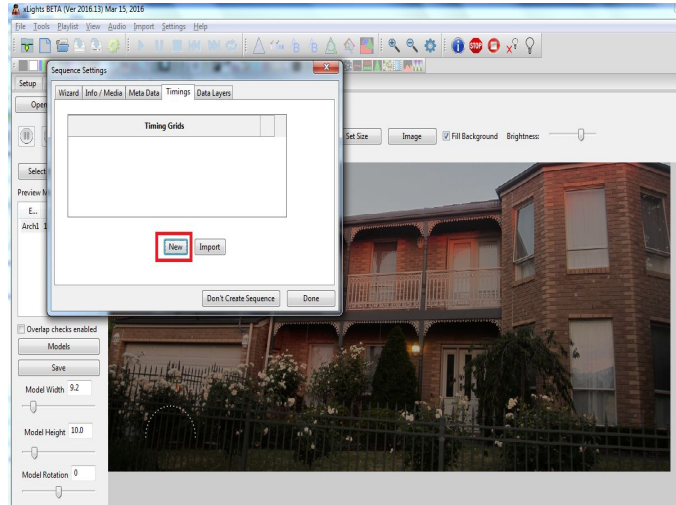 xLights BETA (Ver 2016.13) Mar 15, 2016
File Tools Playlist View Audio Import Settings Help
Sequence Settings
Setup
Wizard Info / Media Meta Data Timings Data Layers
Open
Timing Grids
Set Size Image Fill Background Brightness:
Select
Preview M
E...
Arch1 1
New Import
Don't Create Sequence Done
Overlap checks enabled
Models
Save
Model Width 9.2
Model Height 10.0
Model Rotation 0